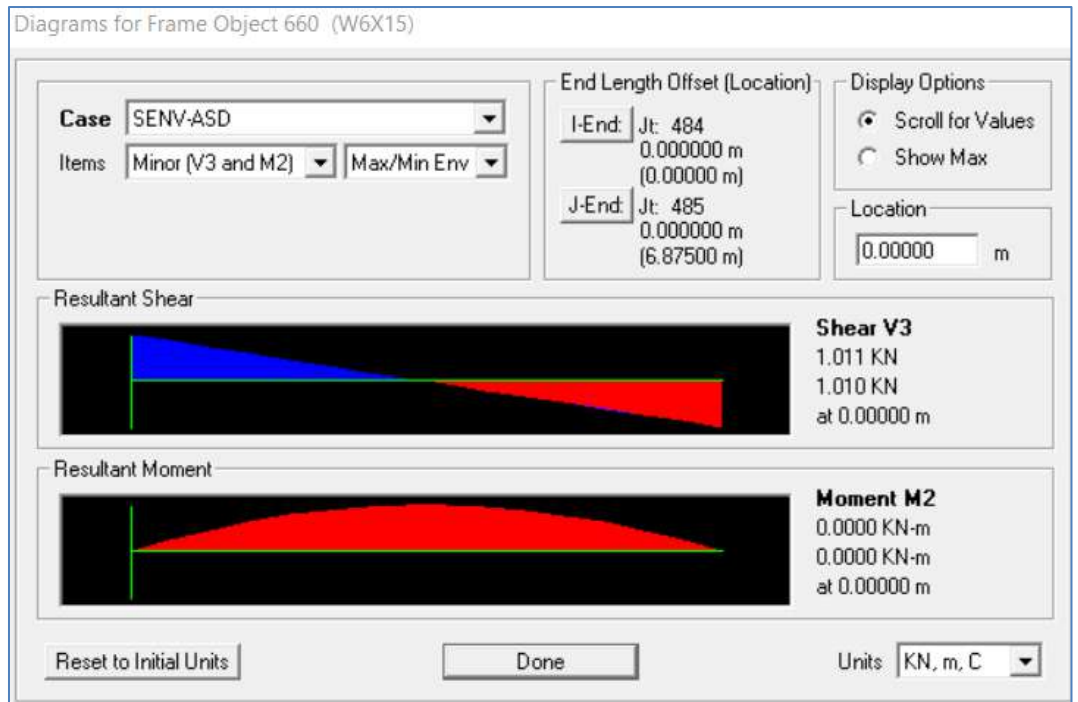 Diagrams for Frame Object 660 (W6X15)
Case SENV-ASD
Items Minor (V3 and M2) Max/Min Env
End Length Offset (Location)
I-End: Jt: 484
0.000000 m
(0.00000 m)
J-End: Jt: 485
0.000000 m
(6.87500 m)
Display Options
Scroll for Values
Show Max
Location
0.00000 m
Resultant Shear
Shear V3
1.011 KN
1.010 KN
at 0.00000 m
Resultant Moment
Moment M2
0.0000 KN-m
0.0000 KN-m
at 0.00000 m
Reset to Initial Units Done Units KN, m, C